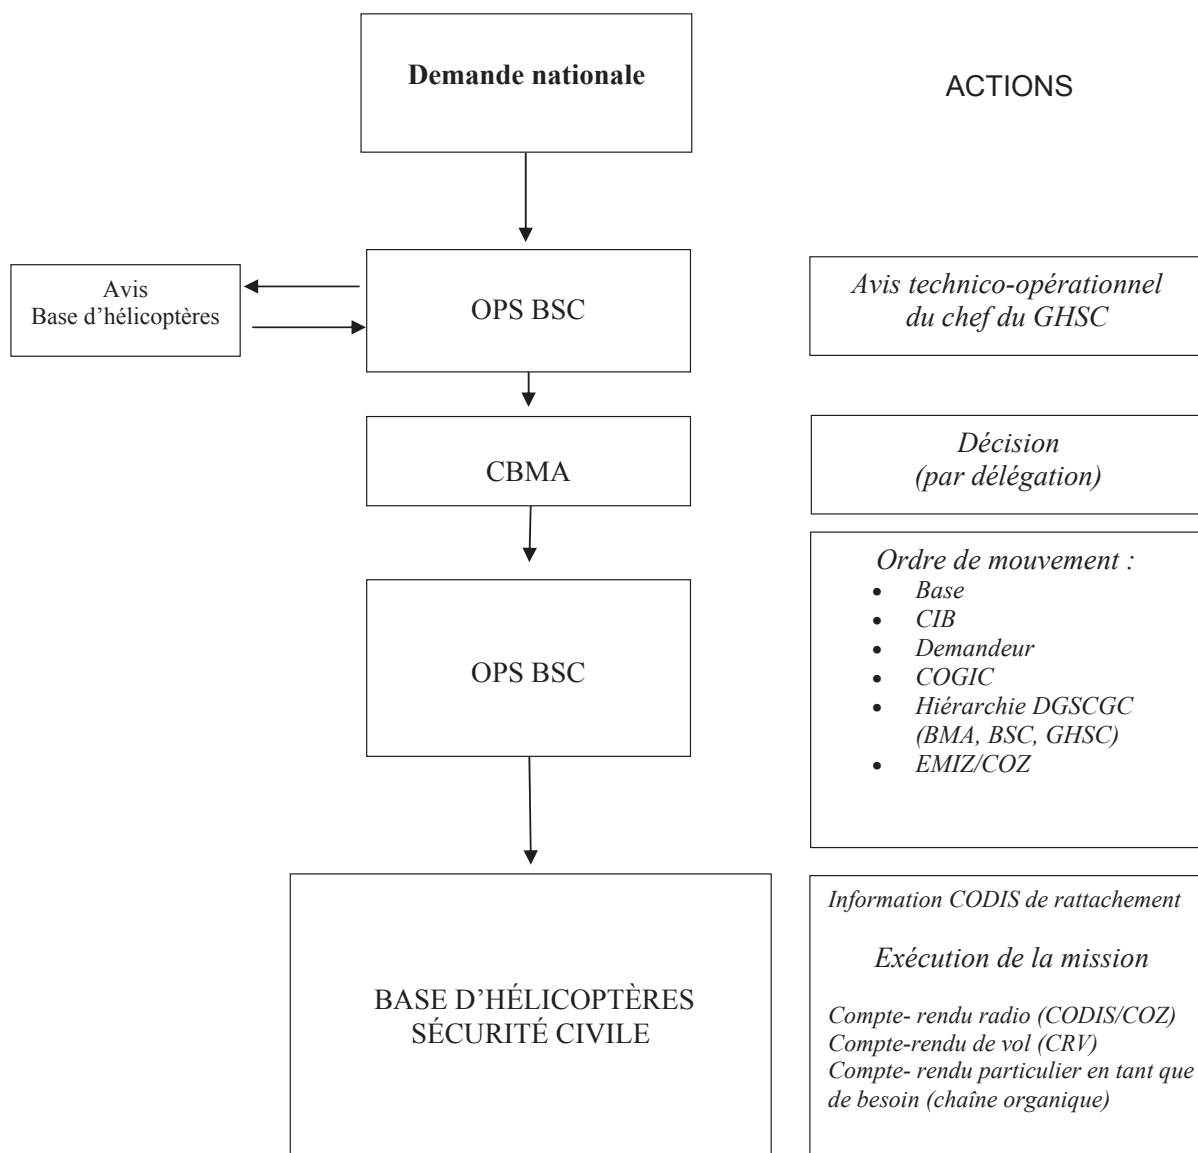 Demande nationale
ACTIONS
Avis
Base d’hélicoptères
OPS BSC
Avis technico-opérationnel
du chef du GHSC
CBMA
Décision
(par délégation)
OPS BSC
Ordre de mouvement :
• Base
• CIB
• Demandeur
• COGIC
• Hiérarchie DGSCGC
(BMA, BSC, GHSC)
• EMIZ/COZ
BASE D’HÉLICOPTÈRES
SÉCURITÉ CIVILE
Information CODIS de rattachement
Exécution de la mission
Compte- rendu radio (CODIS/COZ)
Compte-rendu de vol (CRV)
Compte- rendu particulier en tant que
de besoin (chaîne organique)